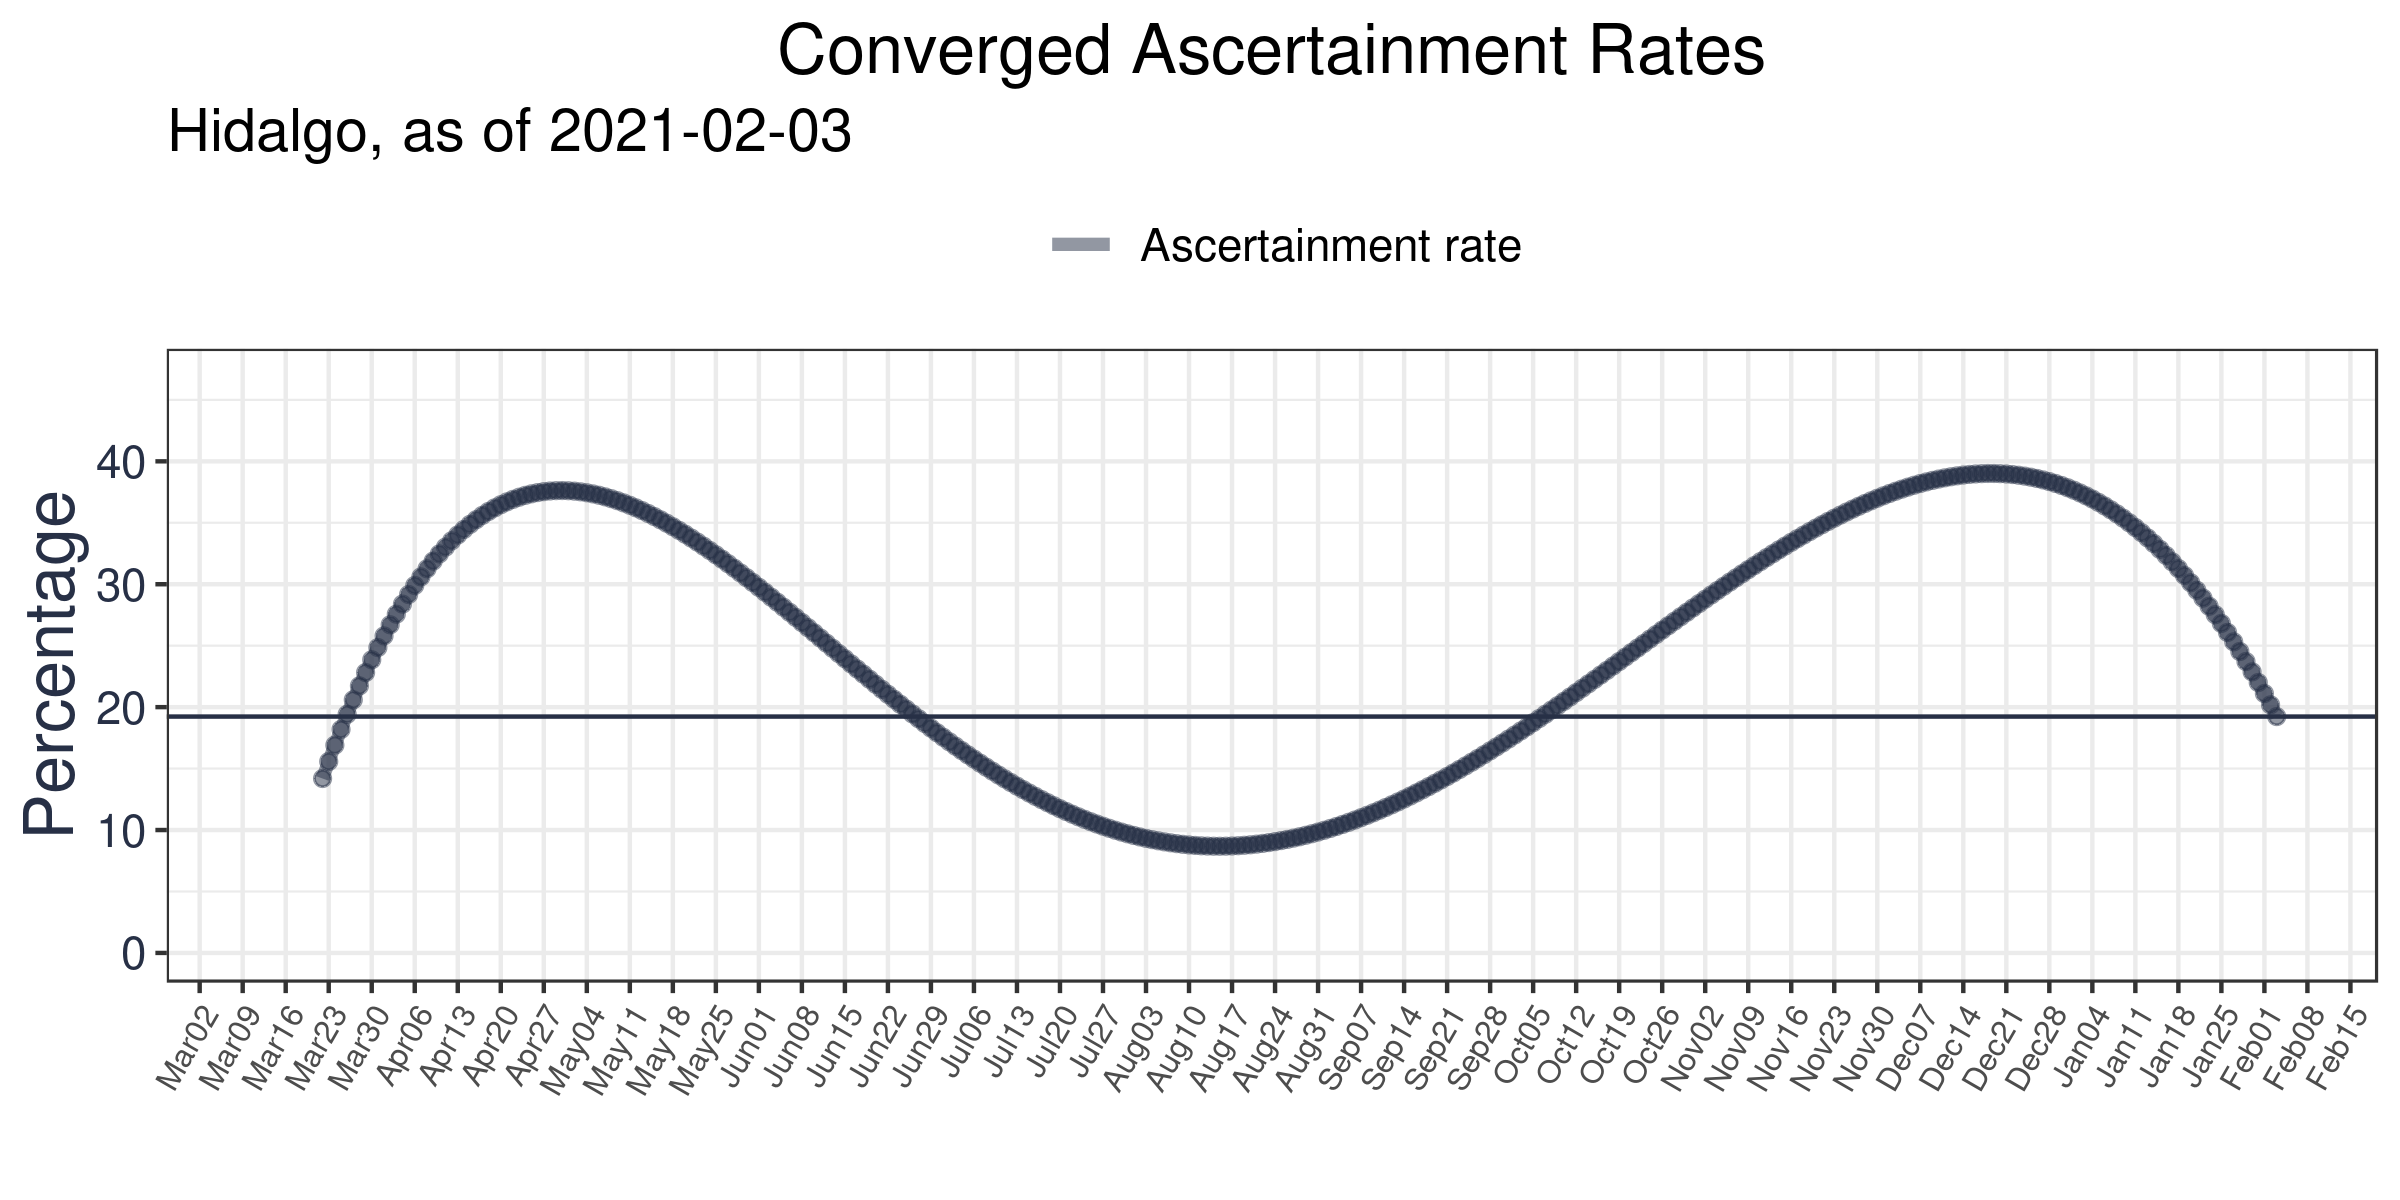 Converged Ascertainment Rates
Hidalgo, as of 2021-02-03
Ascertainment rate
Percentage
40
30
20
10
0
Mar02
Mar09
Mar16
Mar23
Mar30
Apr06
Apr13
Apr20
Apr27
May04
May11
May18
May25
Jun01
Jun08
Jun15
Jun22
Jun29
Jul06
Jul13
Jul20
Jul27
Aug03
Aug10
Aug17
Aug24
Aug31
Sep07
Sep14
Sep21
Sep28
Oct05
Oct12
Oct19
Oct26
Nov02
Nov09
Nov16
Nov23
Nov30
Dec07
Dec14
Dec21
Dec28
Jan04
Jan11
Jan18
Jan25
Feb01
Feb08
Feb15